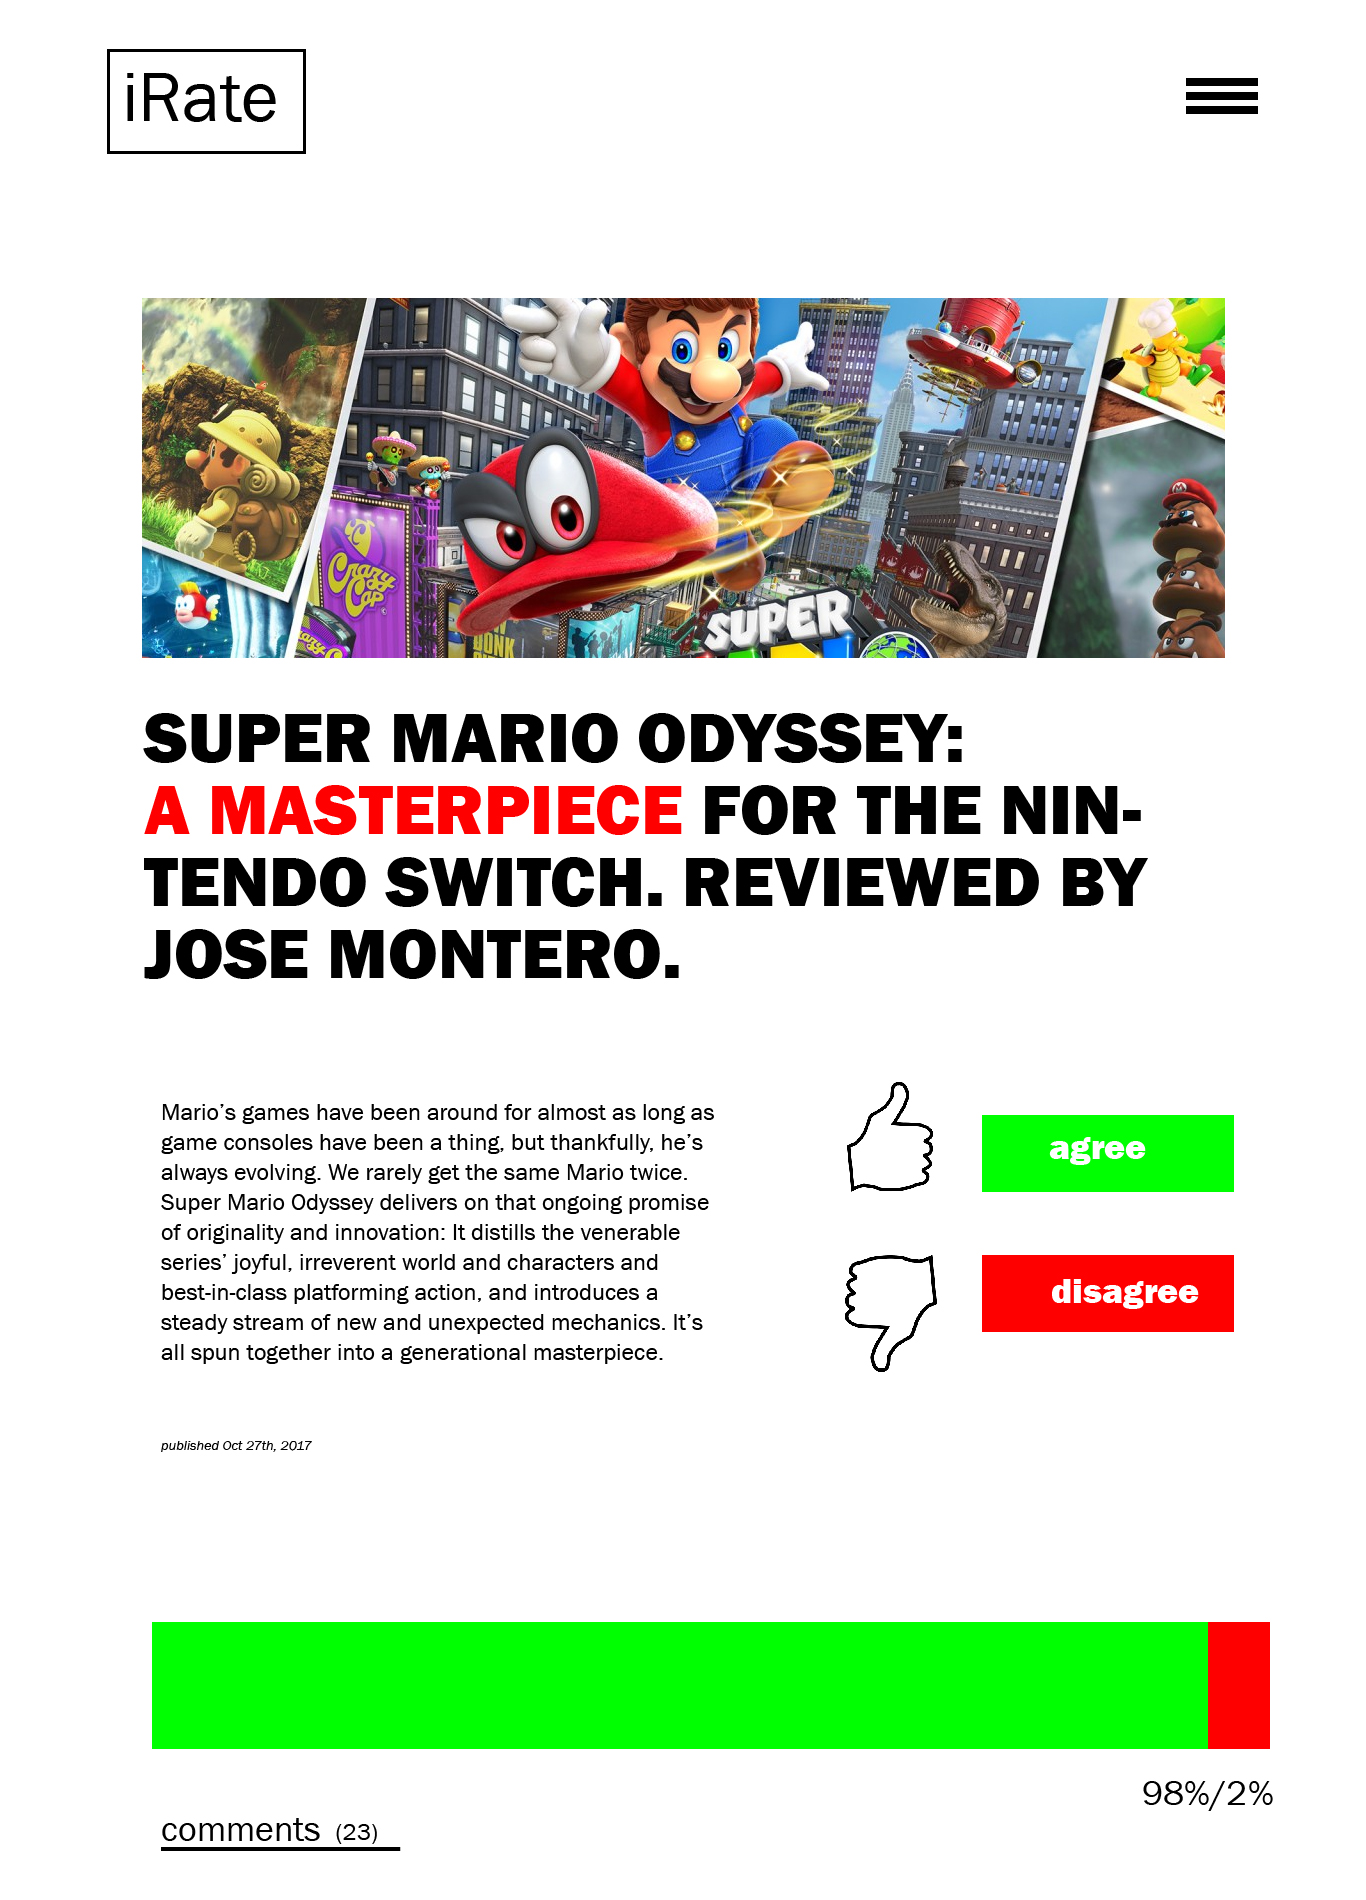 iRate
Crazy
Cap
SUPER
SUPER MARIO ODYSSEY:
A MASTERPIECE FOR THE NIN-
TENDO SWITCH. REVIEWED BY
JOSE MONTERO.
Mario’s games have been around for almost as long as
game consoles have been a thing, but thankfully, he’s
always evolving. We rarely get the same Mario twice.
Super Mario Odyssey delivers on that ongoing promise
of originality and innovation: It distills the venerable
series’ joyful, irreverent world and characters and
best-in-class platforming action, and introduces a
steady stream of new and unexpected mechanics. It’s
all spun together into a generational masterpiece.
agree
disagree
published Oct 27th, 2017
98%/2%
comments (23)